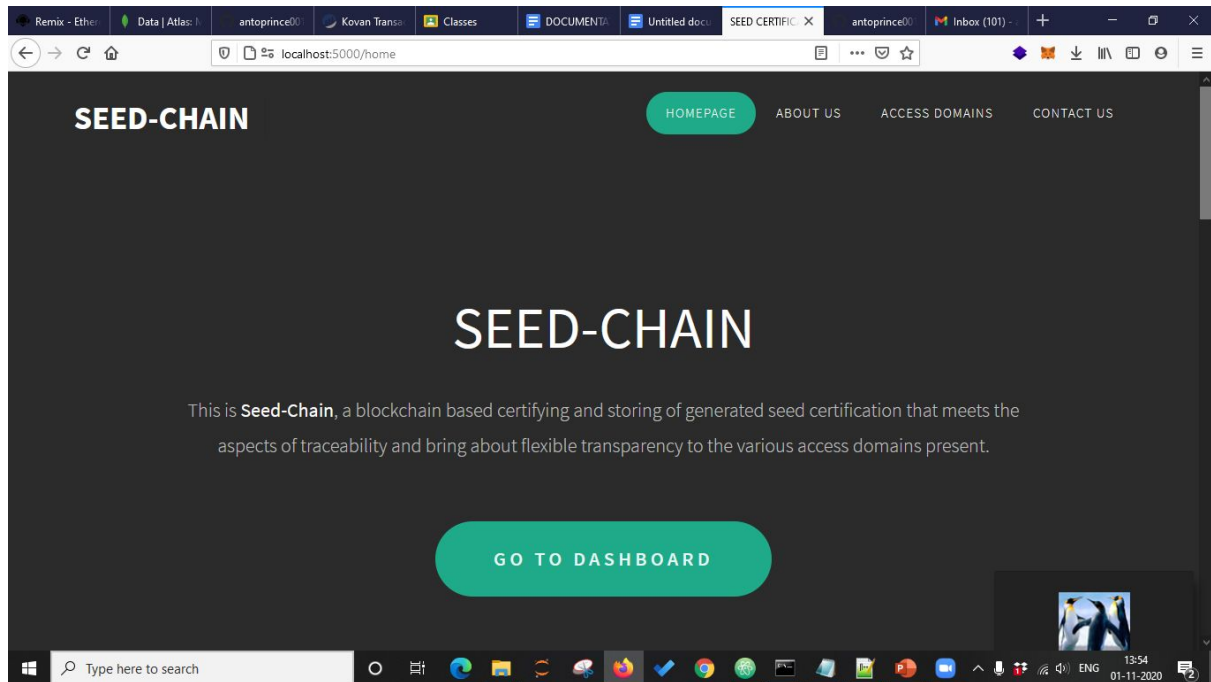 Remix - Ether
Data | Atlas: N
antoprince00
Kovan Transa
Classes
DOCUMENTA
Untitled docu
SEED CERTIFIC
antoprince00
Inbox (101) -
localhost:5000/home
SEED-CHAIN
HOMEPAGE
ABOUT US
ACCESS DOMAINS
CONTACT US
SEED-CHAIN
This is Seed-Chain, a blockchain based certifying and storing of generated seed certification that meets the
aspects of traceability and bring about flexible transparency to the various access domains present.
GO TO DASHBOARD
Type here to search
ENG
13:54
01-11-2020
2